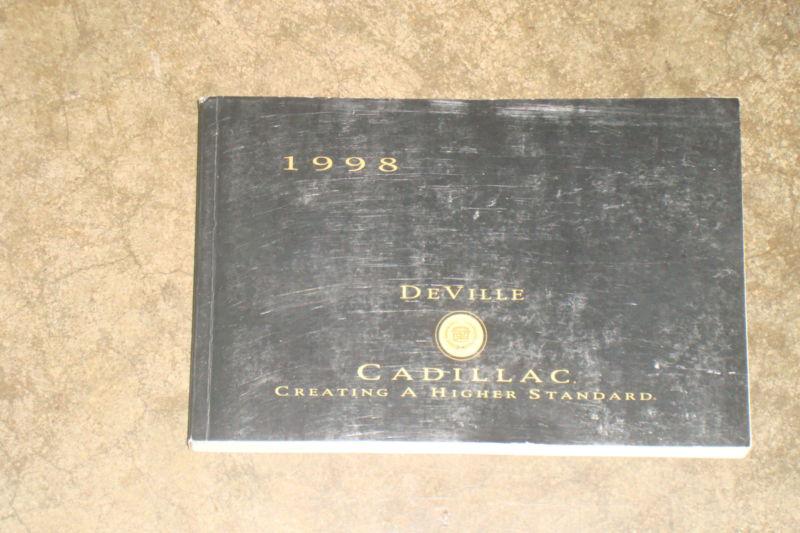 1998
DeVille
Cadillac.
Creating A Higher Standard.